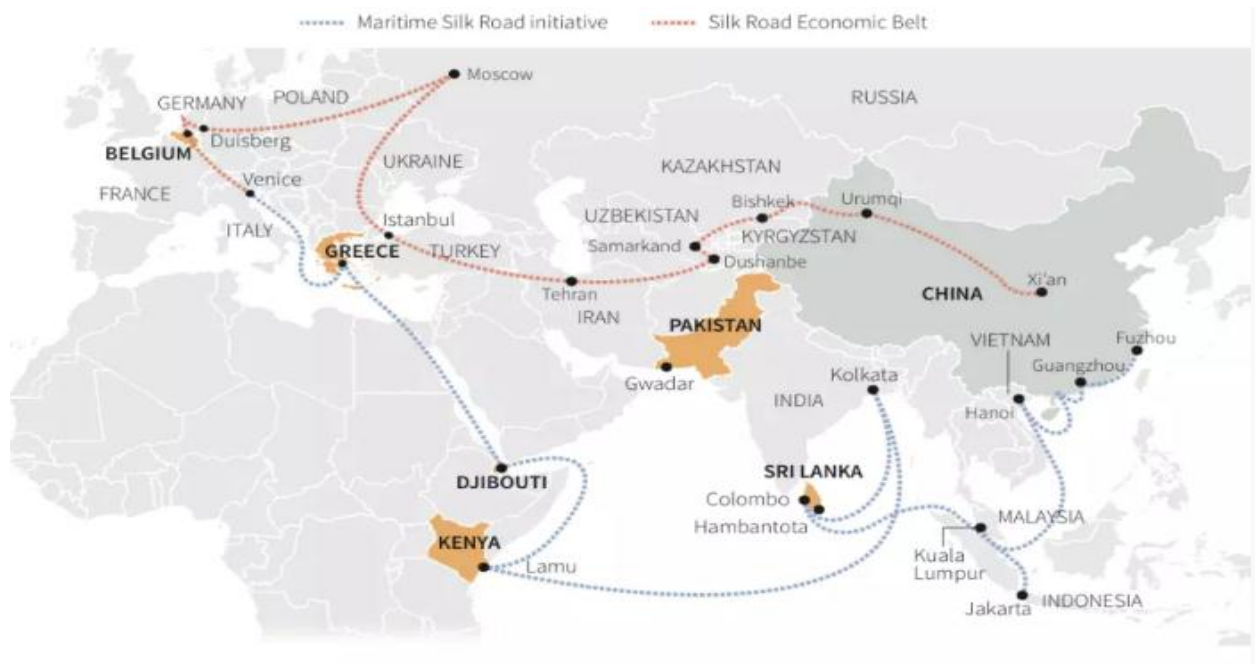 Maritime Silk Road initiative
Silk Road Economic Belt
Moscow
GERMANY
POLAND
RUSSIA
Duisberg
BELGIUM
UKRAINE
KAZAKHSTAN
FRANCE
Venice
Bishkek
Urumqi
ITALY
Istanbul
UZBEKISTAN
GREECE
TURKEY
Samarkand
KYRGYZSTAN
Dushanbe
Tehran
Xi'an
CHINA
IRAN
PAKISTAN
VIETNAM
Fuzhou
Gwadar
Kolkata
Guangzhou
INDIA
Hanoi
DJIBOUTI
SRI LANKA
Colombo
Hambantota
MALAYSIA
KENYA
Lamu
Kuala
Lumpur
Jakarta
INDONESIA